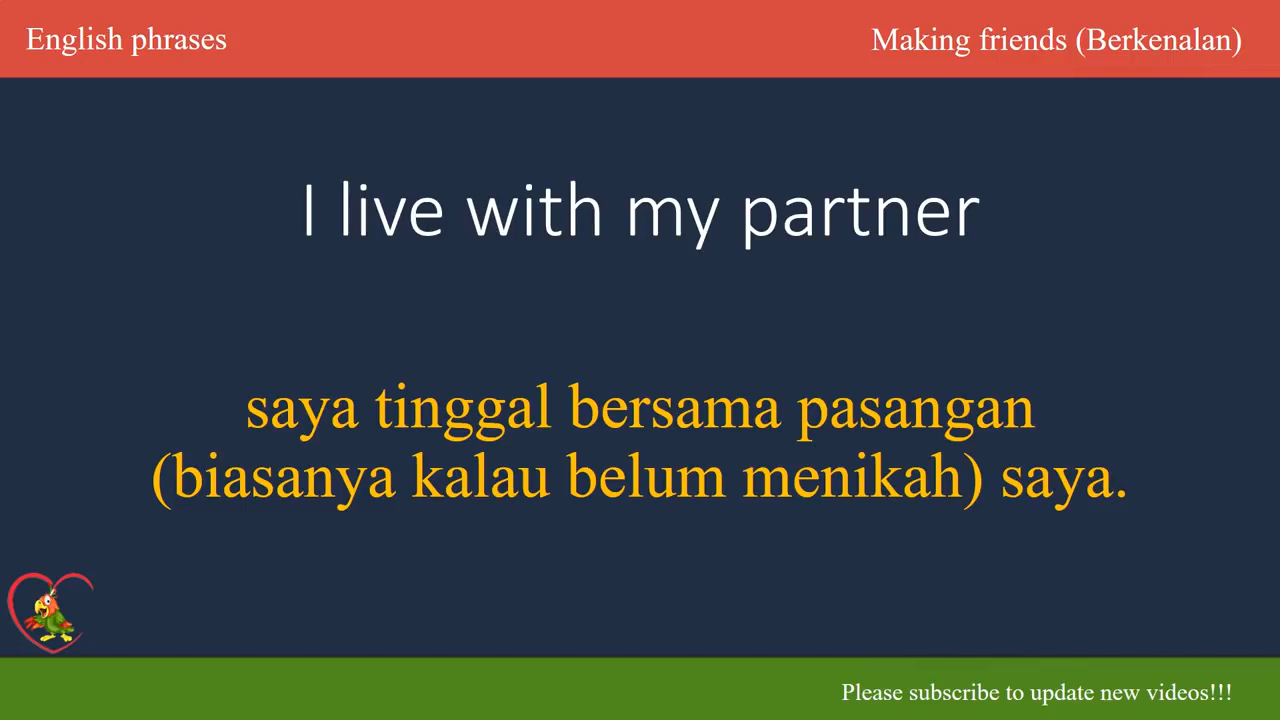 English phrases
Making friends (Berkenalan)
I live with my partner
saya tinggal bersama pasangan
(biasanya kalau belum menikah) saya.
Please subscribe to update new videos!!!